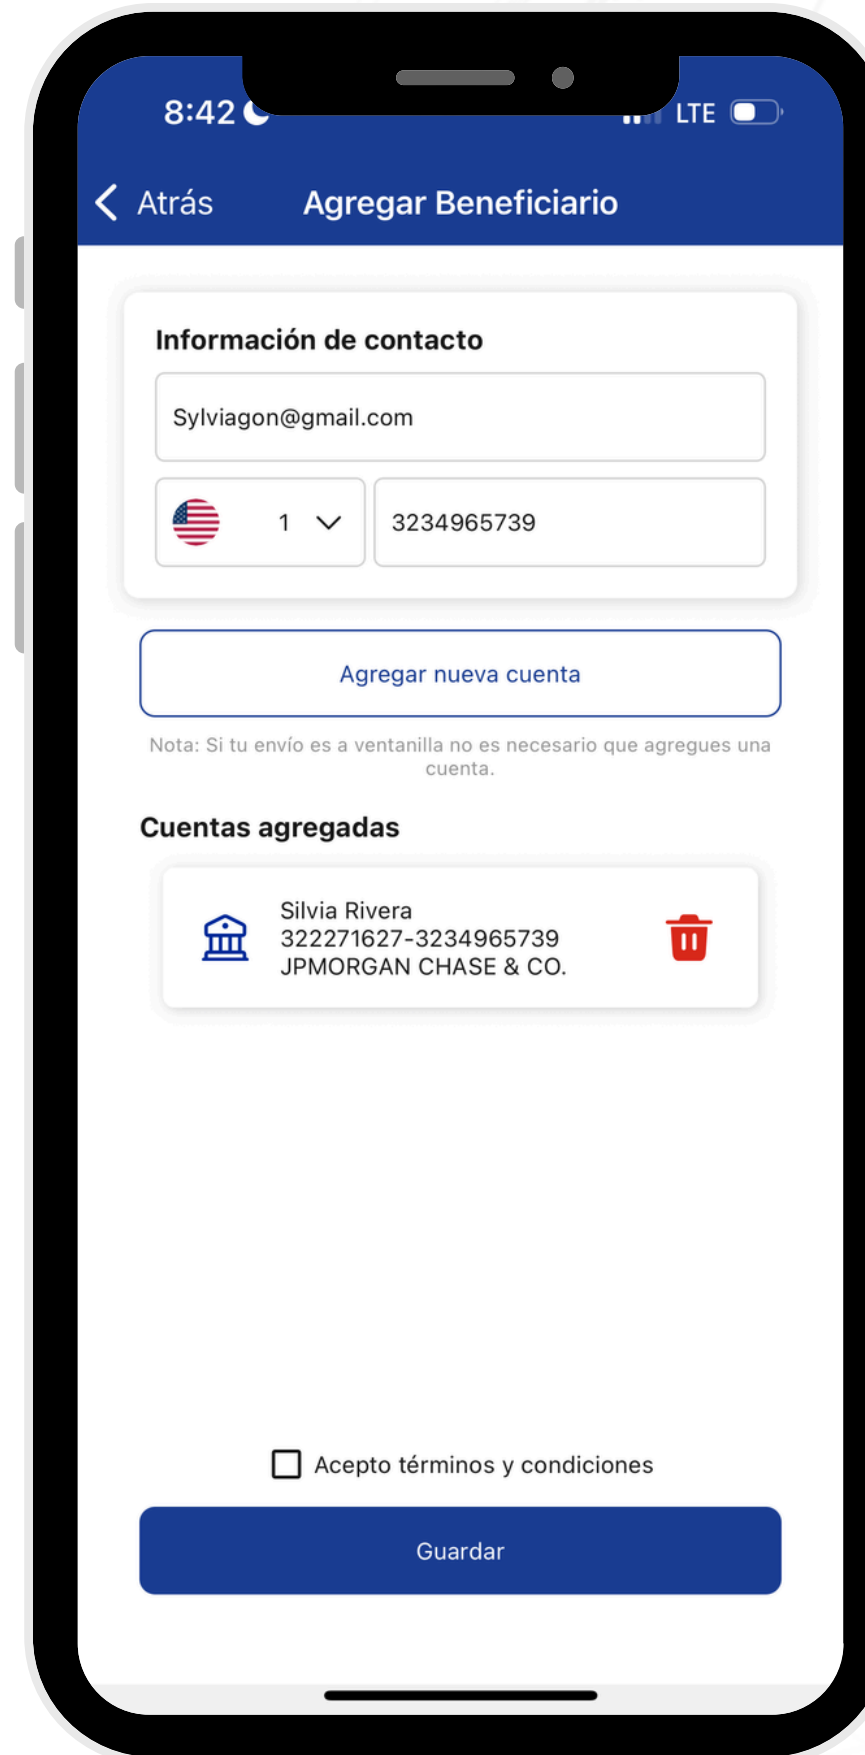 8:42
LTE
Atrás
Agregar Beneficiario
Información de contacto
Sylviagon@gmail.com
1
3234965739
Agregar nueva cuenta
Nota: Si tu envío es a ventanilla no es necesario que agregues una
cuenta.
Cuentas agregadas
Silvia Rivera
322271627-3234965739
JPMORGAN CHASE & CO.
Acepto términos y condiciones
Guardar